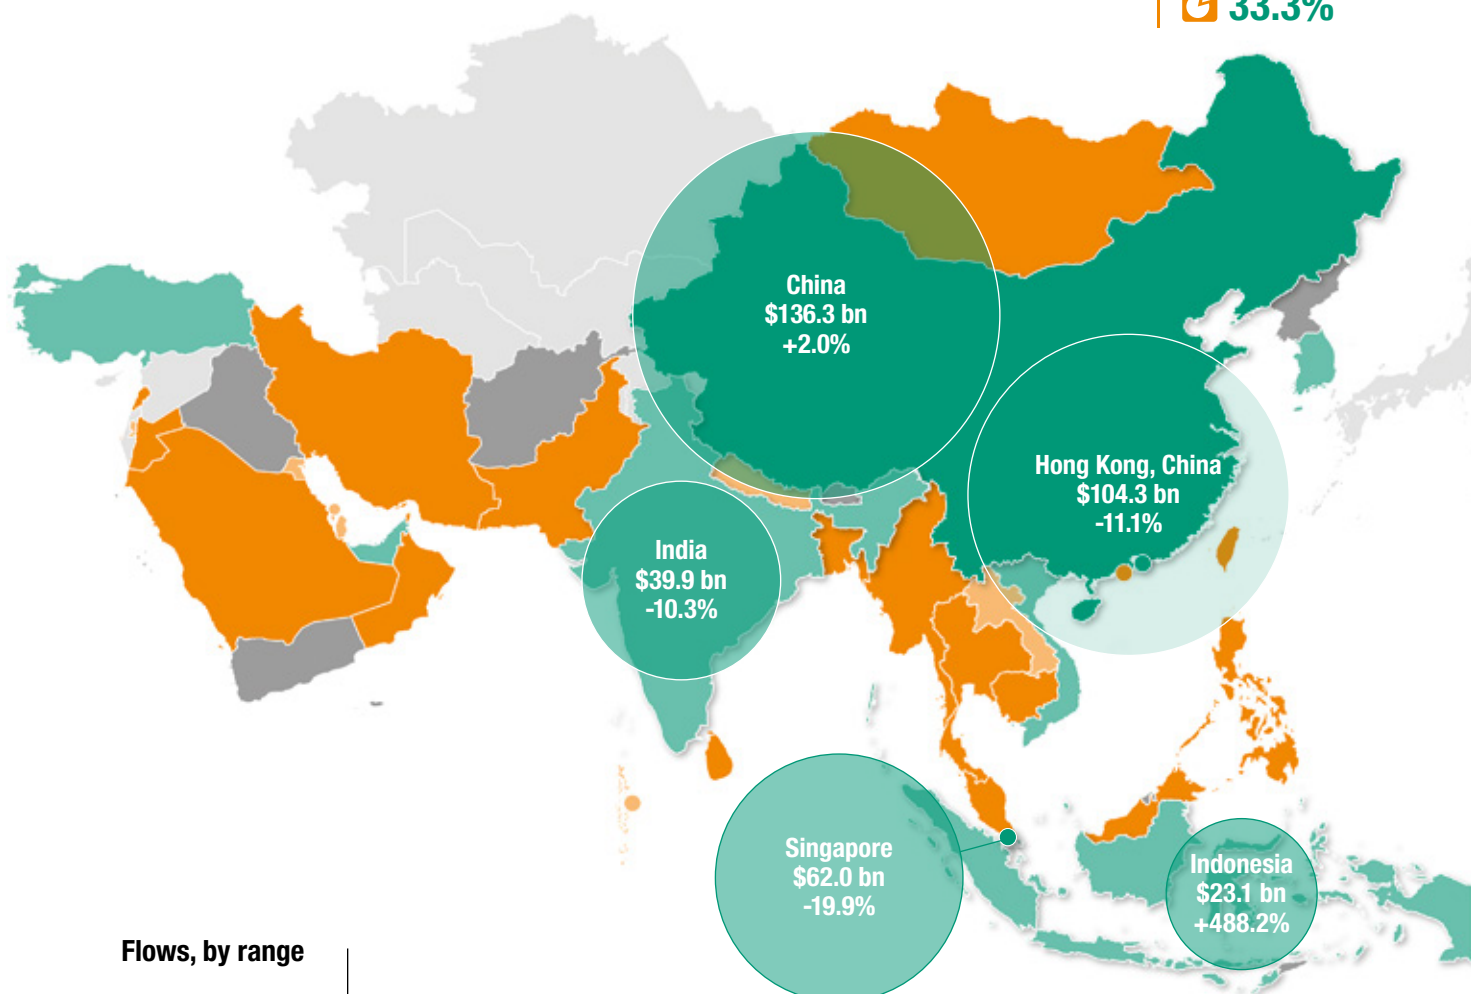 33.3%
China
$136.3 bn
+2.0%
Hong Kong, China
$104.3 bn
-11.1%
India
$39.9 bn
-10.3%
Singapore
$62.0 bn
-19.9%
Indonesia
$23.1 bn
+488.2%
Flows, by range